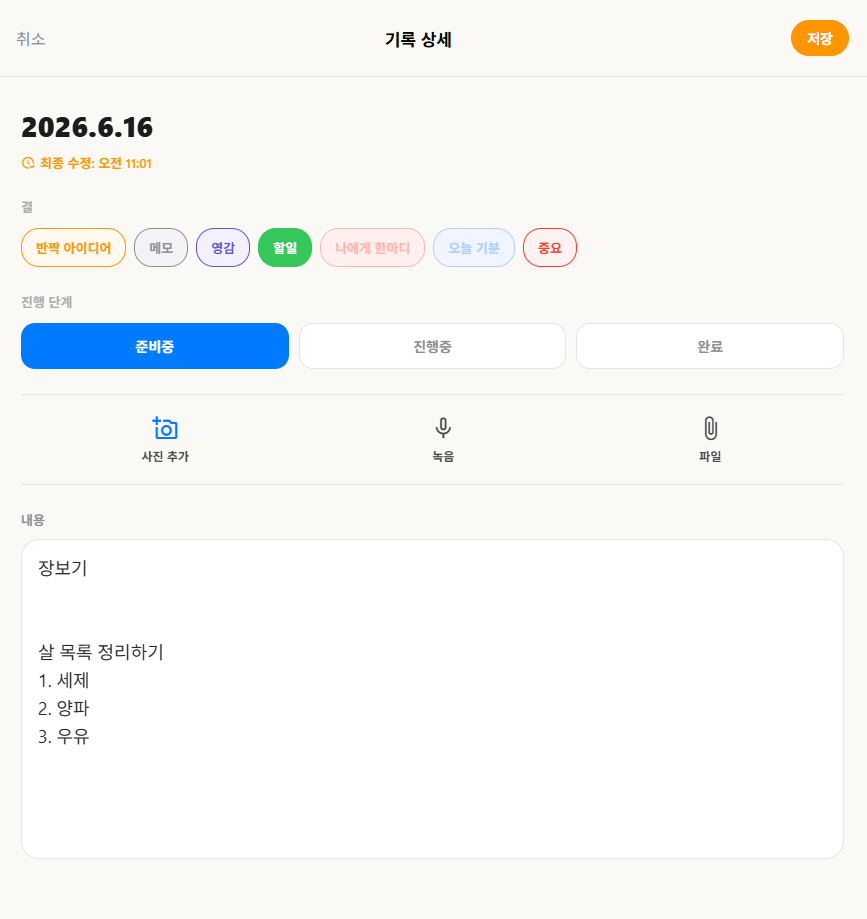 취소
기록 상세
저장
2026.6.16
최종 수정: 오전 11:01
결
반짝 아이디어 메모 영감 할일 나에게 한마디 오늘 기분 중요
진행 단계
준비중 진행중 완료
사진 추가 녹음 파일
내용
장보기
살 목록 정리하기
1. 세제
2. 양파
3. 우유